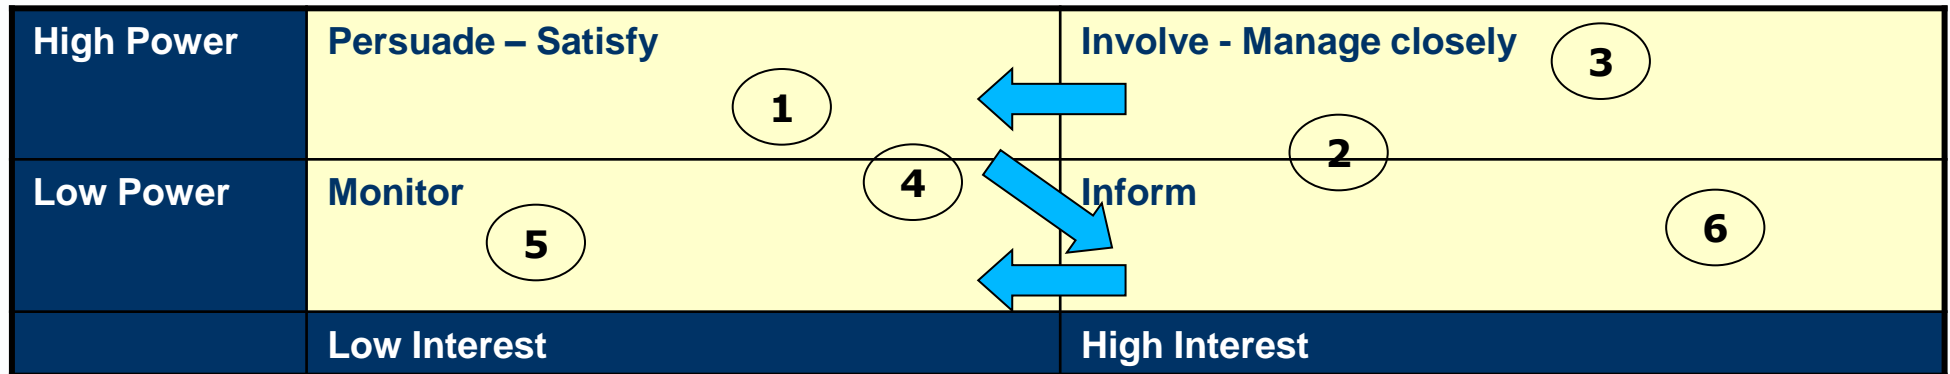 High Power
Persuade – Satisfy
Involve - Manage closely
3
1
2
Low Power
Monitor
4
Inform
5
6
Low Interest
High Interest